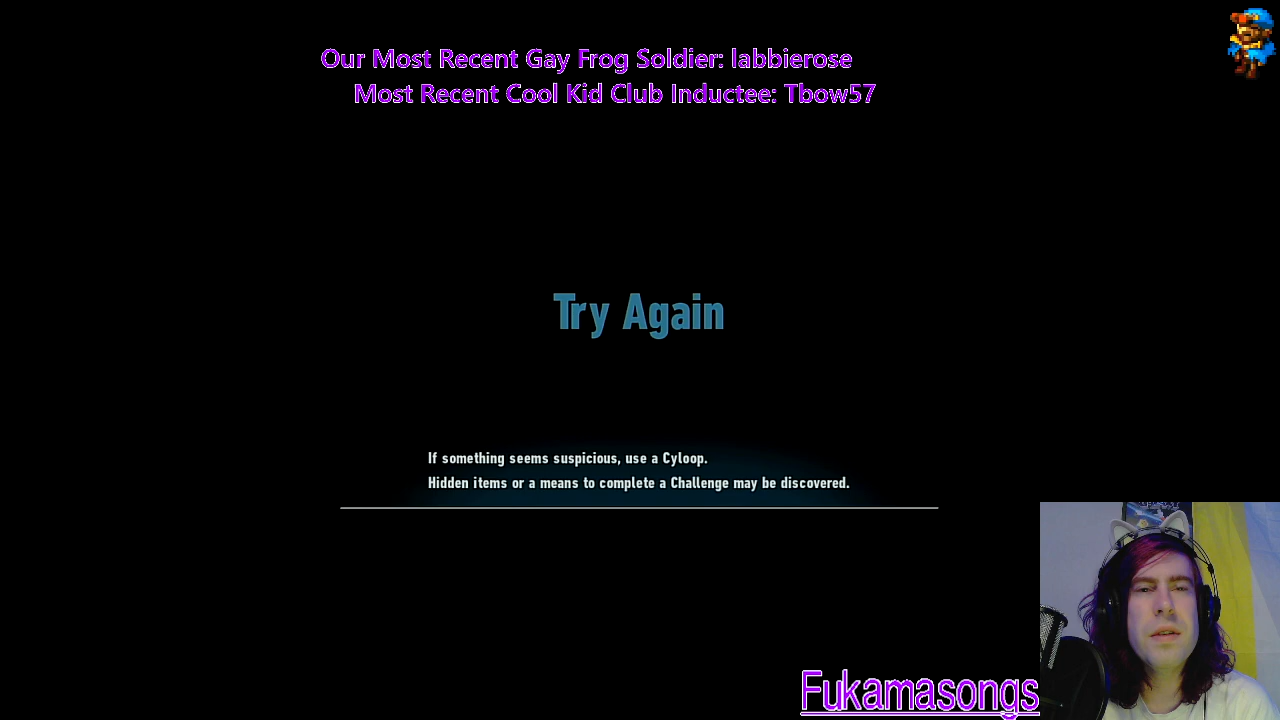 Our Most Recent Gay Frog Soldier: labbierose
Most Recent Cool Kid Club Inductee: Tbow57
Try Again
If something seems suspicious, use a Cyloop.
Hidden items or a means to complete a Challenge may be discovered.
Fukamasongs